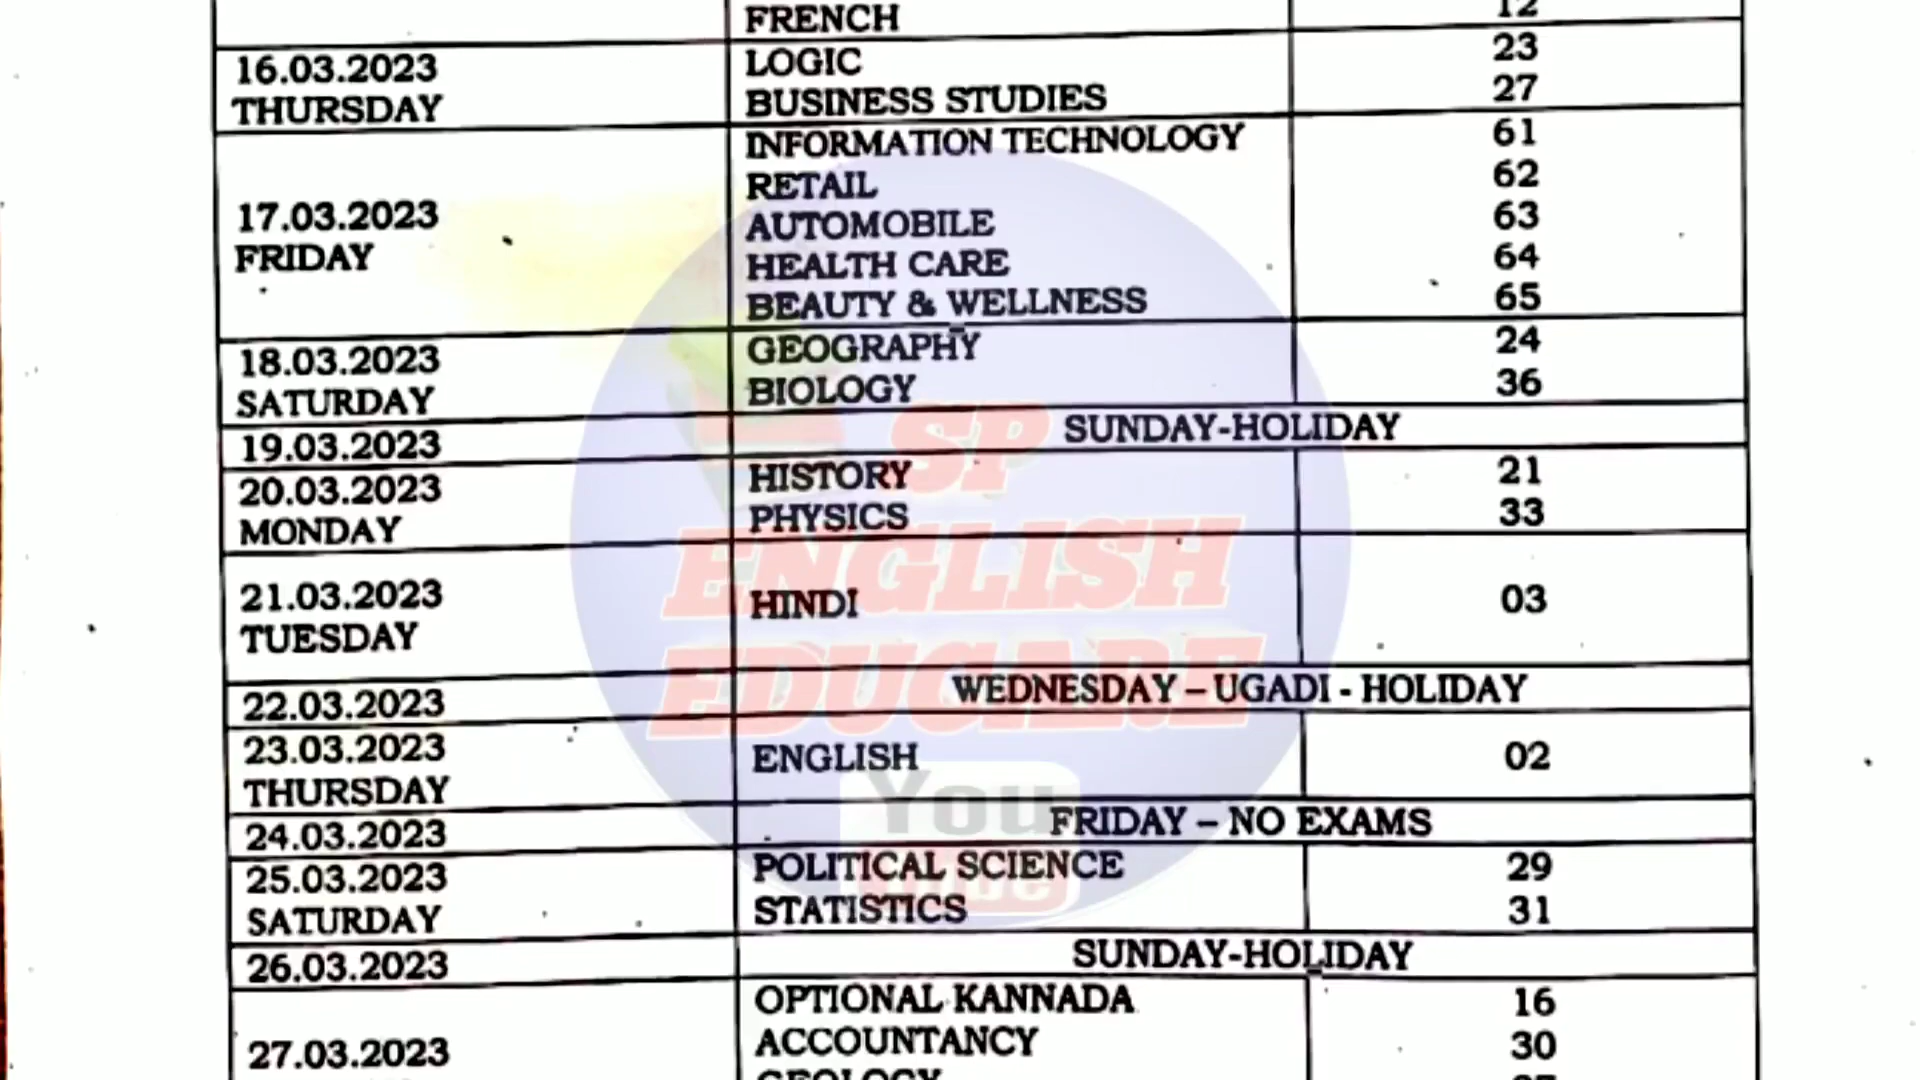 FRENCH 12
16.03.2023 LOGIC 23
THURSDAY BUSINESS STUDIES 27
INFORMATION TECHNOLOGY 61
RETAIL 62
17.03.2023 AUTOMOBILE 63
FRIDAY HEALTH CARE 64
BEAUTY & WELLNESS 65
18.03.2023 GEOGRAPHY 24
SATURDAY BIOLOGY 36
19.03.2023 SUNDAY-HOLIDAY
20.03.2023 HISTORY 21
MONDAY PHYSICS 33
21.03.2023 HINDI 03
TUESDAY
22.03.2023 WEDNESDAY – UGADI - HOLIDAY
23.03.2023 ENGLISH 02
THURSDAY
24.03.2023 FRIDAY – NO EXAMS
25.03.2023 POLITICAL SCIENCE 29
SATURDAY STATISTICS 31
26.03.2023 SUNDAY-HOLIDAY
OPTIONAL KANNADA 16
27.03.2023 ACCOUNTANCY 30
GEOLOGY
SP
ENGLISH
EDUCARE
You
Tube